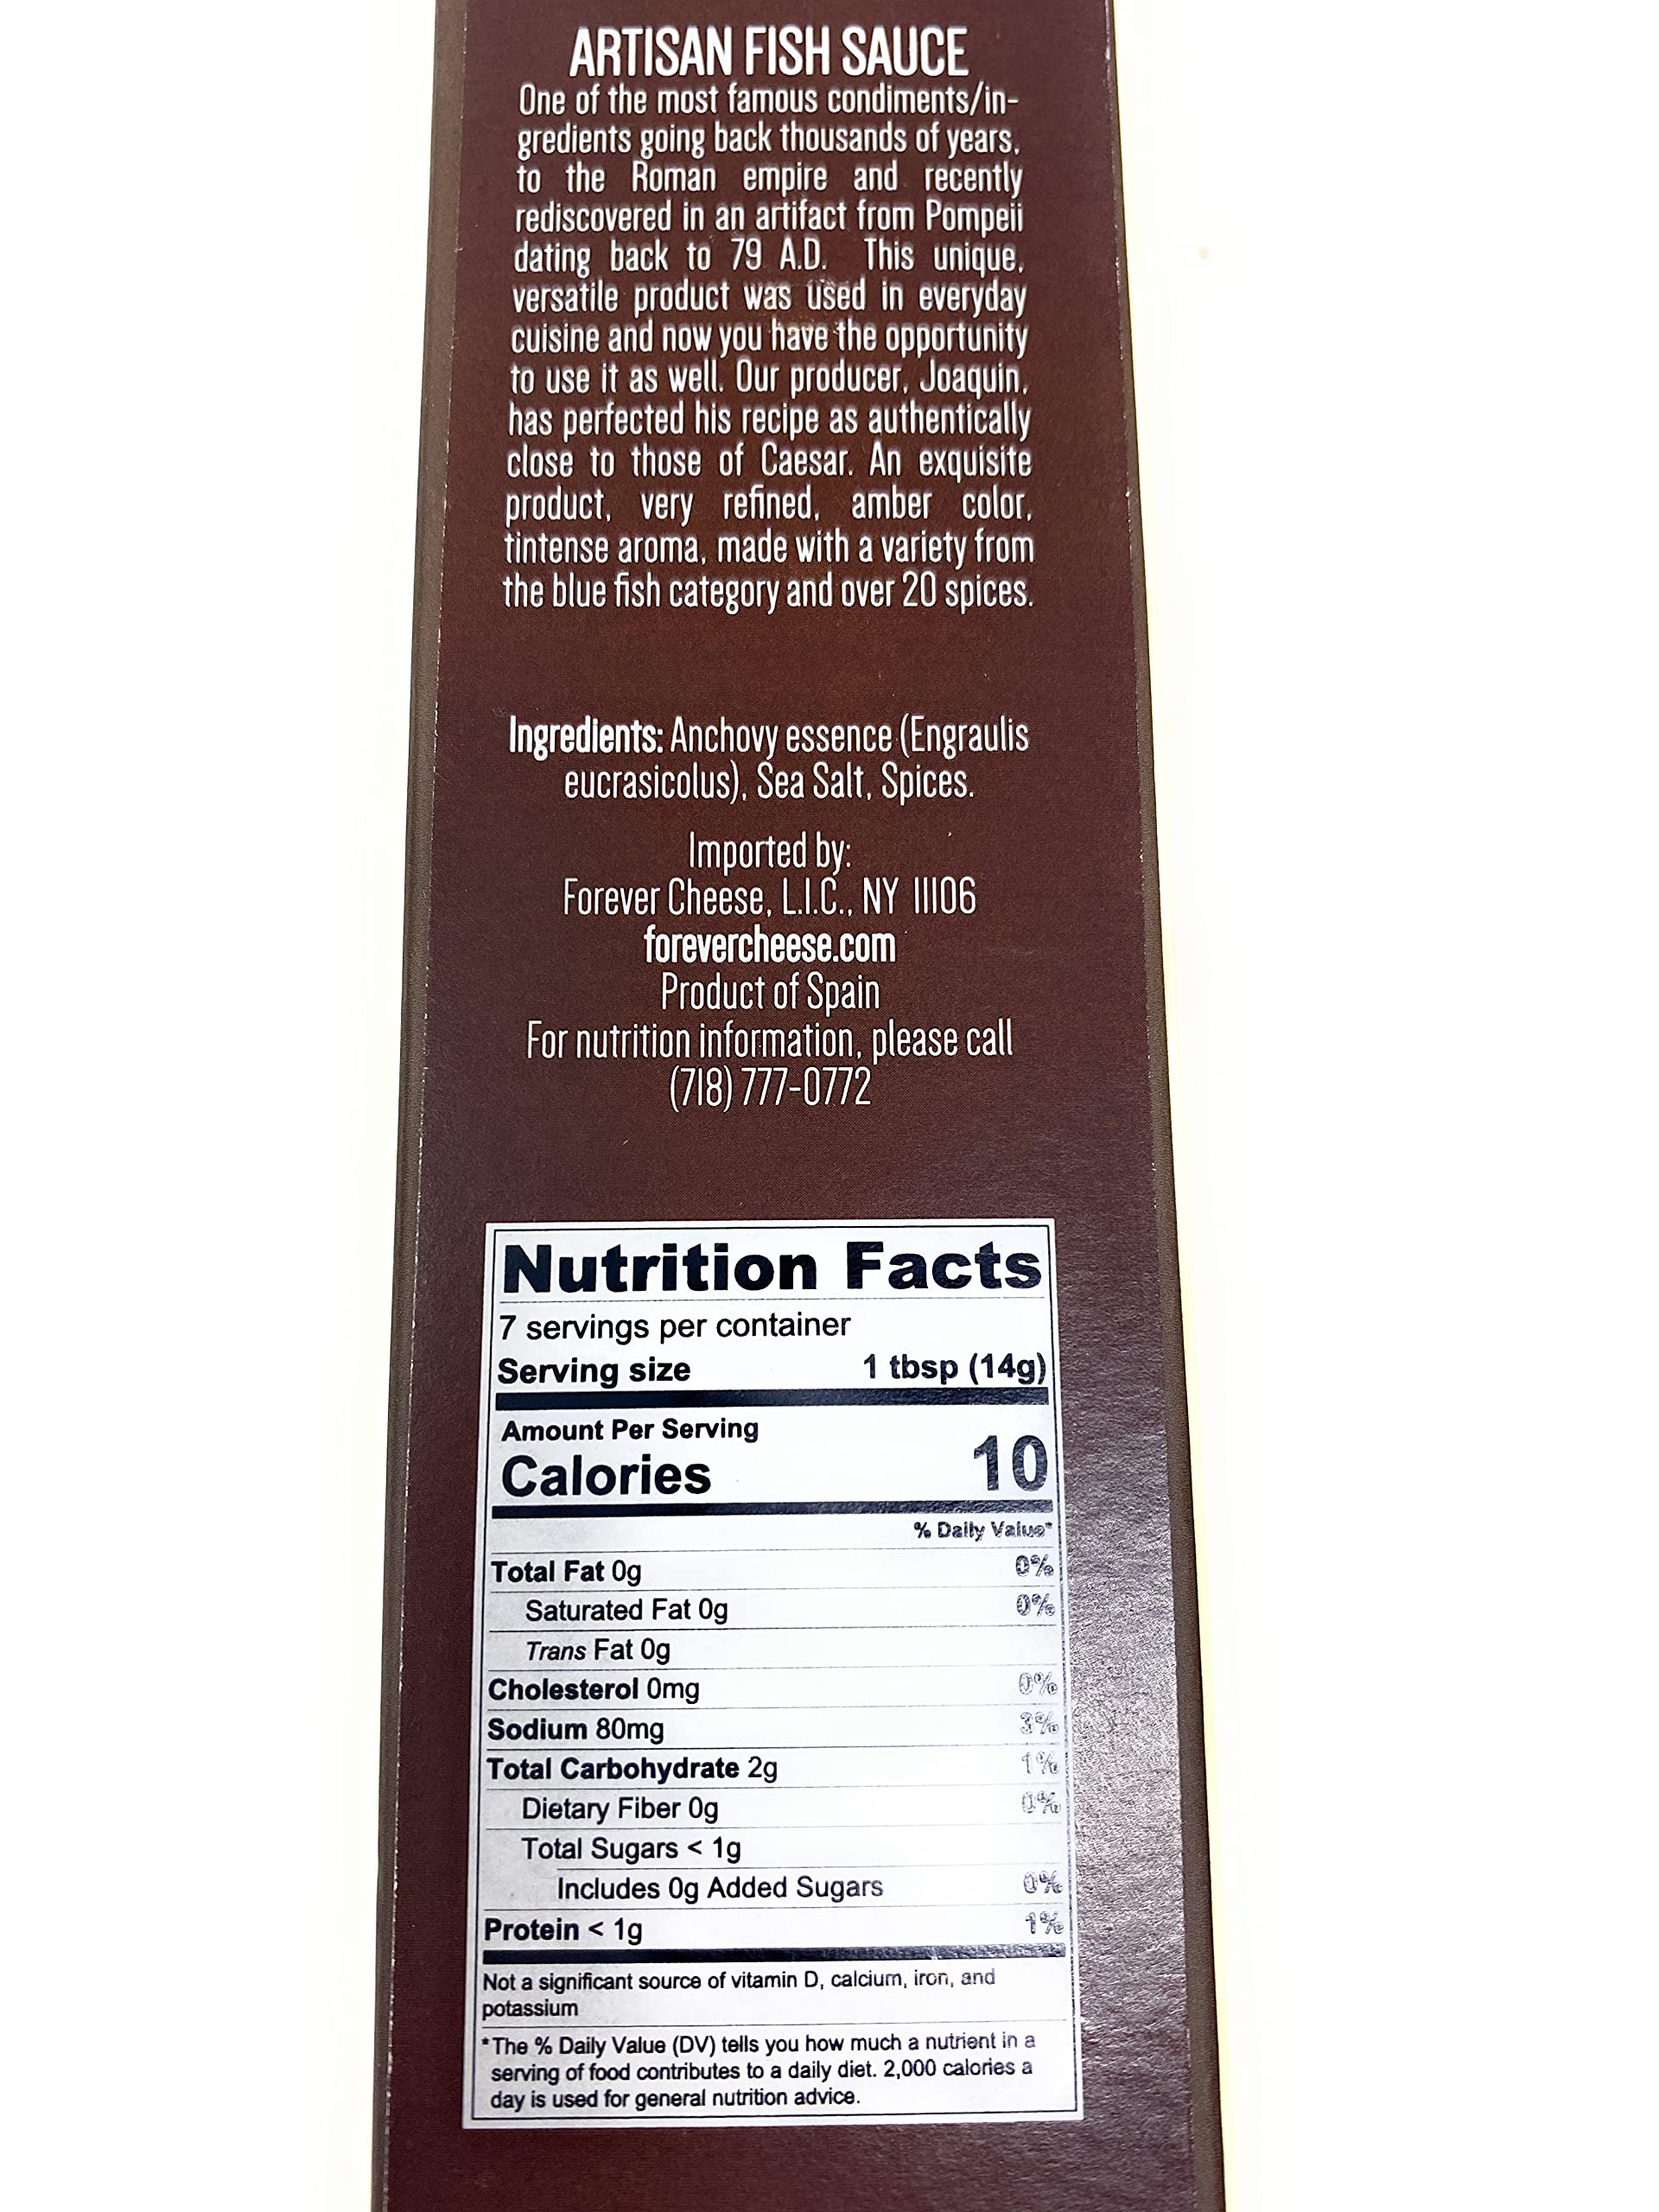 ARTISAN FISH SAUCE
One of the most famous condiments/in-
gredients going back thousands of years,
to the Roman empire and recently
rediscovered in an artifact from Pompeii
dating back to 79 A.D. This unique,
versatile product was used in everyday
cuisine and now you have the opportunity
to use it as well. Our producer, Joaquin,
has perfected his recipe as authentically
close to those of Caesar. An exquisite
product, very refined, amber color,
tintense aroma, made with a variety from
the blue fish category and over 20 spices.
Ingredients: Anchovy essence (Engraulis
eucrasicolus), Sea Salt, Spices.
Imported by:
Forever Cheese, L.I.C., NY 11106
forevercheese.com
Product of Spain
For nutrition information, please call
(718) 777-0772
Nutrition Facts
7 servings per container
Serving size 1 tbsp (14g)
Amount Per Serving
Calories 10
% Daily Value*
Total Fat 0g 0%
Saturated Fat 0g 0%
Trans Fat 0g
Cholesterol 0mg 0%
Sodium 80mg 3%
Total Carbohydrate 2g 1%
Dietary Fiber 0g 0%
Total Sugars < 1g
Includes 0g Added Sugars 0%
Protein < 1g 1%
Not a significant source of vitamin D, calcium, iron, and
potassium
*The % Daily Value (DV) tells you how much a nutrient in a
serving of food contributes to a daily diet. 2,000 calories a
day is used for general nutrition advice.